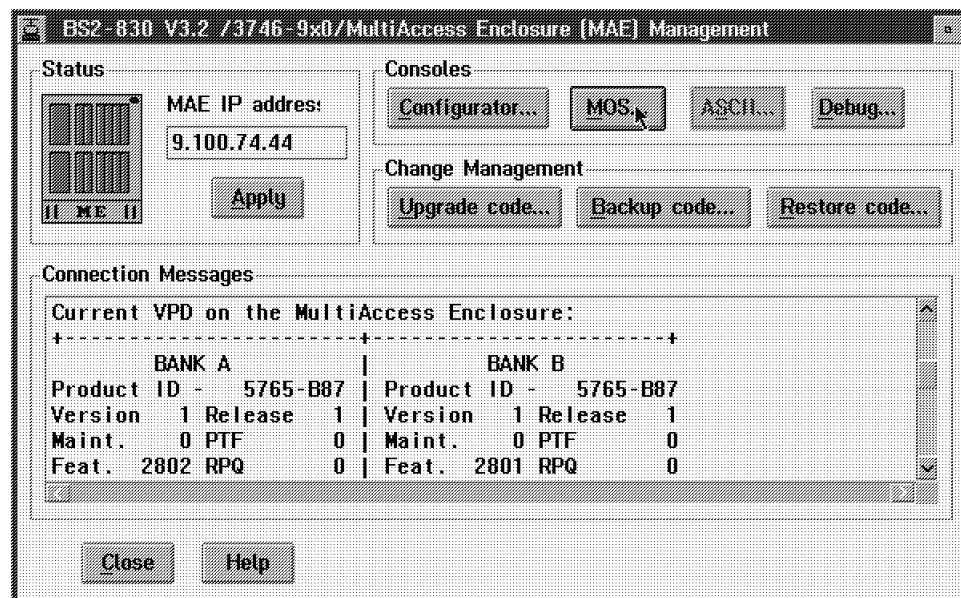 BS2-830 V3.2 /3746-9x0/MultiAccess Enclosure (MAE) Management
Status
MAE IP address
9.100.74.44
Apply
ME
Consoles
Configurator...
MOS...
ASCII...
Debug...
Change Management
Upgrade code...
Backup code...
Restore code...
Connection Messages
Current VPD on the MultiAccess Enclosure:
+-----------------------+-----------------------+
BANK A | BANK B
Product ID - 5765-B87 | Product ID - 5765-B87
Version 1 Release 1 | Version 1 Release 1
Maint. 0 PTF 0 | Maint. 0 PTF 0
Feat. 2802 RPQ 0 | Feat. 2801 RPQ 0
Close
Help